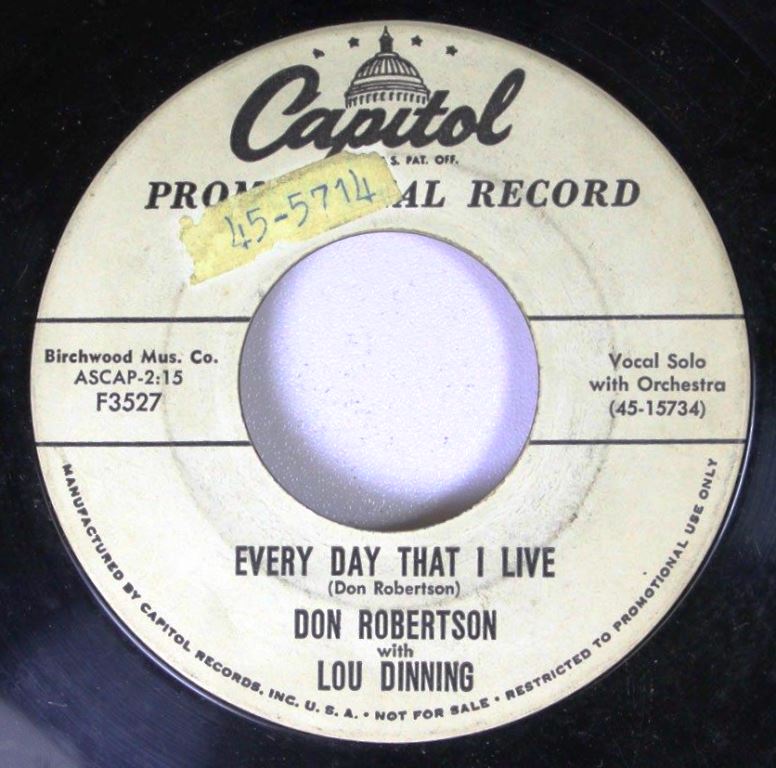 Capitol
S. PAT. OFF.
PROM AL RECORD
45-5714
Birchwood Mus. Co.
ASCAP-2:15
F3527
Vocal Solo
with Orchestra
(45-15734)
EVERY DAY THAT I LIVE
(Don Robertson)
DON ROBERTSON
with
LOU DINNING
MANUFACTURED BY CAPITOL RECORDS, INC. U. S. A. • NOT FOR SALE • RESTRICTED TO PROMOTIONAL USE ONLY